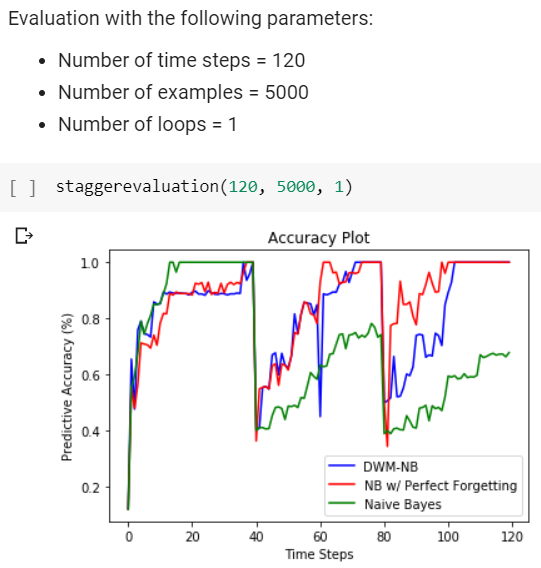 Evaluation with the following parameters:
• Number of time steps = 120
• Number of examples = 5000
• Number of loops = 1
[ ] staggerevaluation(120, 5000, 1)
Accuracy Plot
Predictive Accuracy (%)
1.0
0.8
0.6
0.4
0.2
DWM-NB
NB w/ Perfect Forgetting
Naive Bayes
0 20 40 60 80 100 120
Time Steps